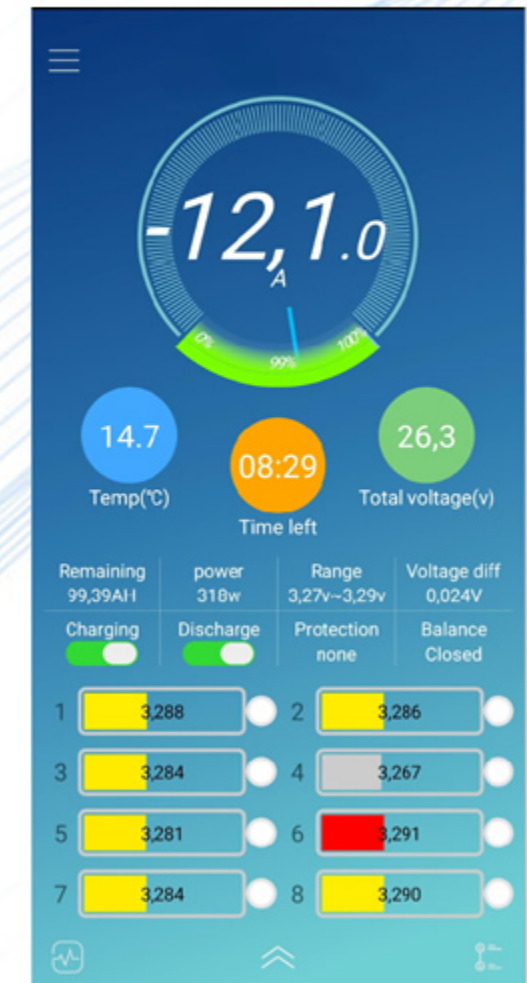 -12,1.0
A
0%
99%
100%
14.7
08:29
26,3
Temp(℃)
Time left
Total voltage(v)
Remaining power Range Voltage diff
99,39AH 318w 3,27v~3,29v 0,024V
Charging Discharge Protection Balance
none Closed
1 3,288 2 3,286
3 3,284 4 3,267
5 3,281 6 3,291
7 3,284 8 3,290